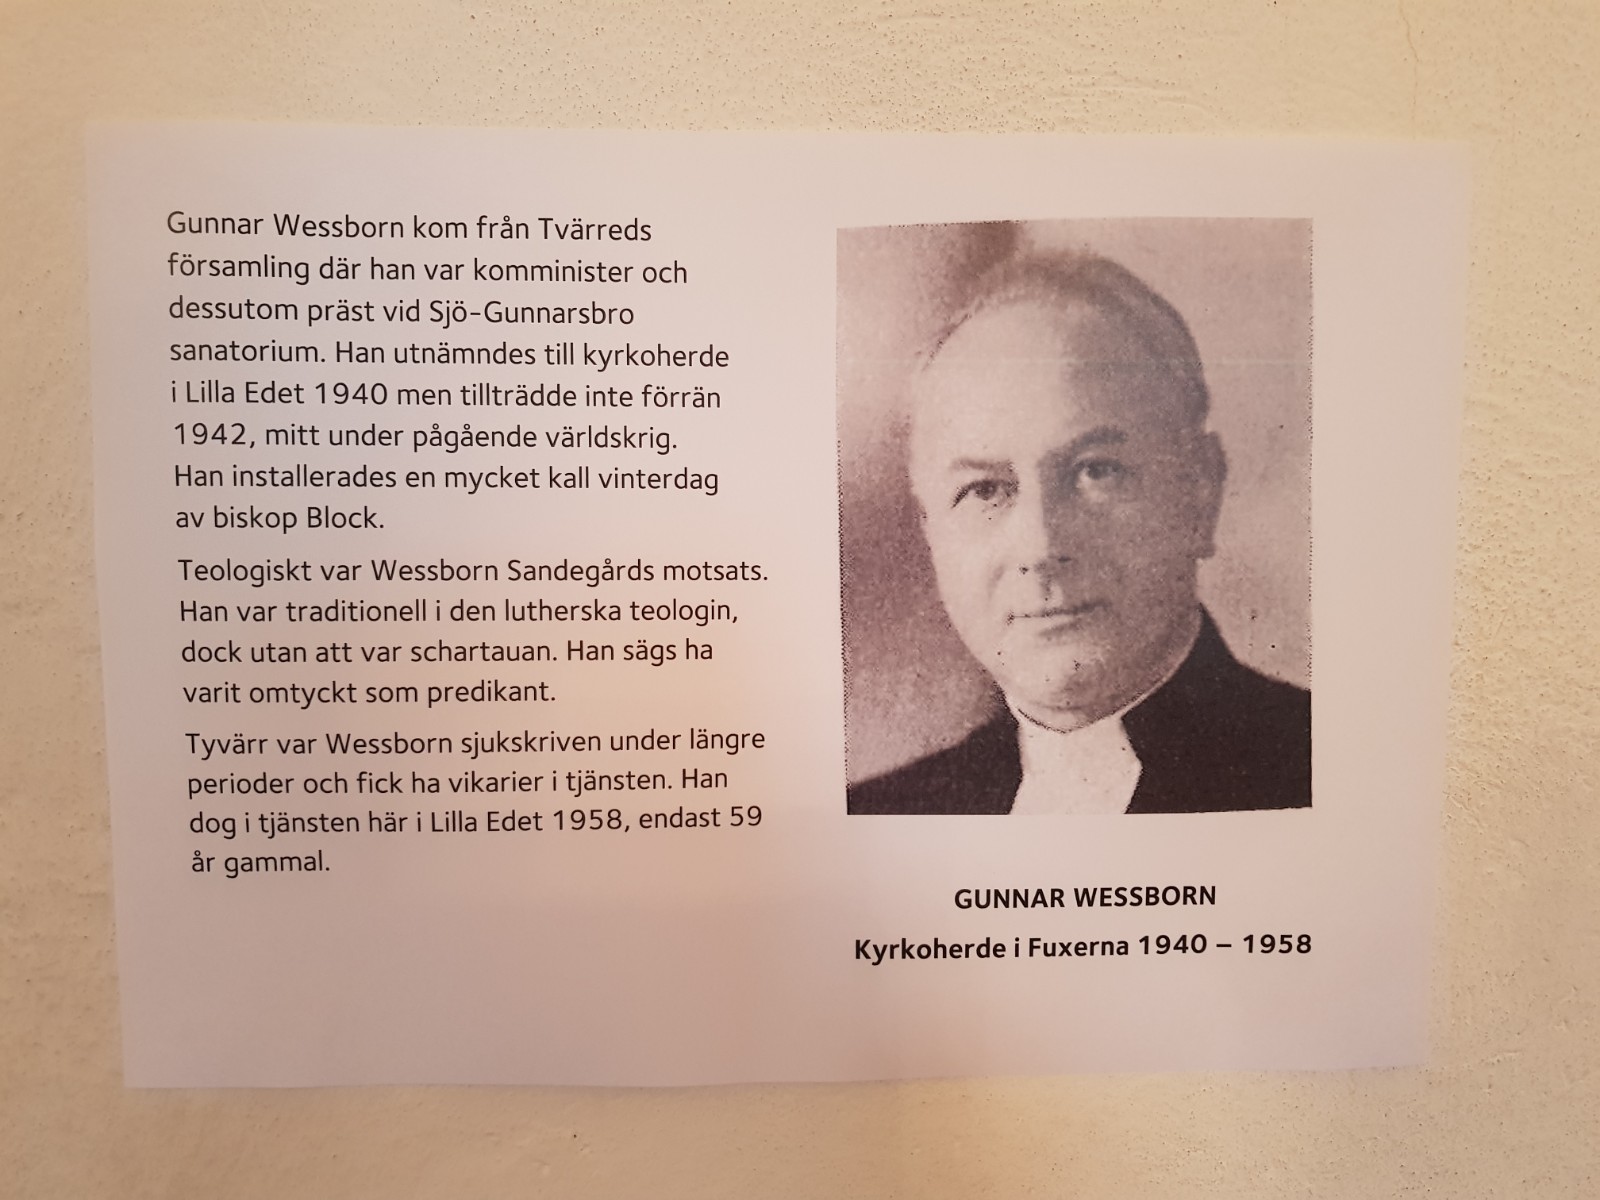 Gunnar Wessborn kom från Tvärreds
församling där han var komminister och
dessutom präst vid Sjö-Gunnarsbro
sanatorium. Han utnämndes till kyrkoherde
i Lilla Edet 1940 men tillträdde inte förrän
1942, mitt under pågående världskrig.
Han installerades en mycket kall vinterdag
av biskop Block.
Teologiskt var Wessborn Sandegårds motsats.
Han var traditionell i den lutherska teologin,
dock utan att var schartauan. Han sägs ha
varit omtyckt som predikant.
Tyvärr var Wessborn sjukskriven under längre
perioder och fick ha vikarier i tjänsten. Han
dog i tjänsten här i Lilla Edet 1958, endast 59
år gammal.
GUNNAR WESSBORN
Kyrkoherde i Fuxerna 1940 – 1958